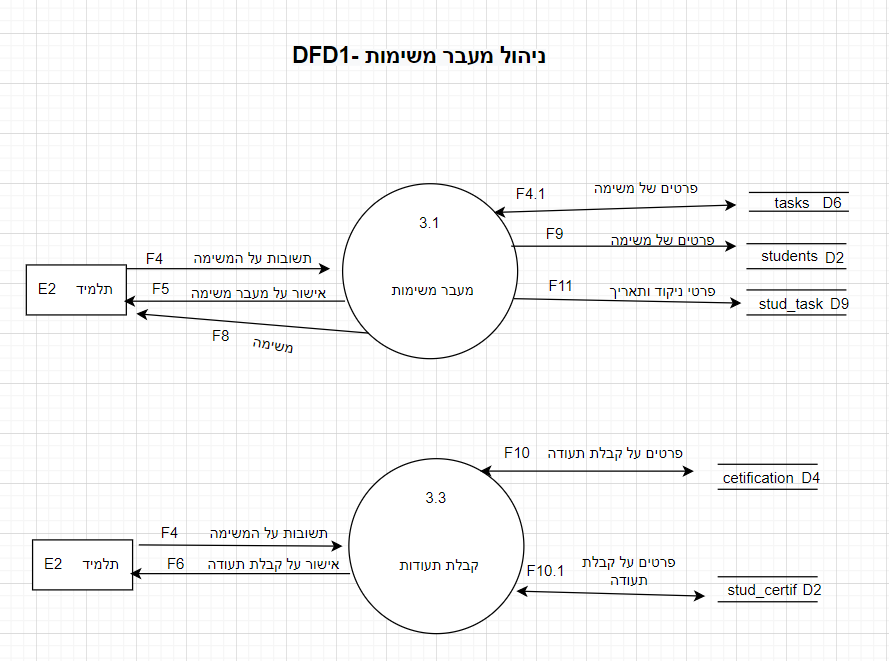 ניהול מעבר משימות -DFD1
3.1
מעבר משימות
E2 תלמיד
F4 תשובות על המשימה
F5 אישור על מעבר משימה
F8 משימה
F4.1 פרטים של משימה
tasks D6
F9 פרטים של משימה
students D2
F11 פרטי ניקוד ותאריך
stud_task D9
3.3
קבלת תעודות
E2 תלמיד
F4 תשובות על המשימה
F6 אישור על קבלת תעודה
F10 פרטים על קבלת תעודה
cetification D4
F10.1 פרטים על קבלת
תעודה
stud_certif D2